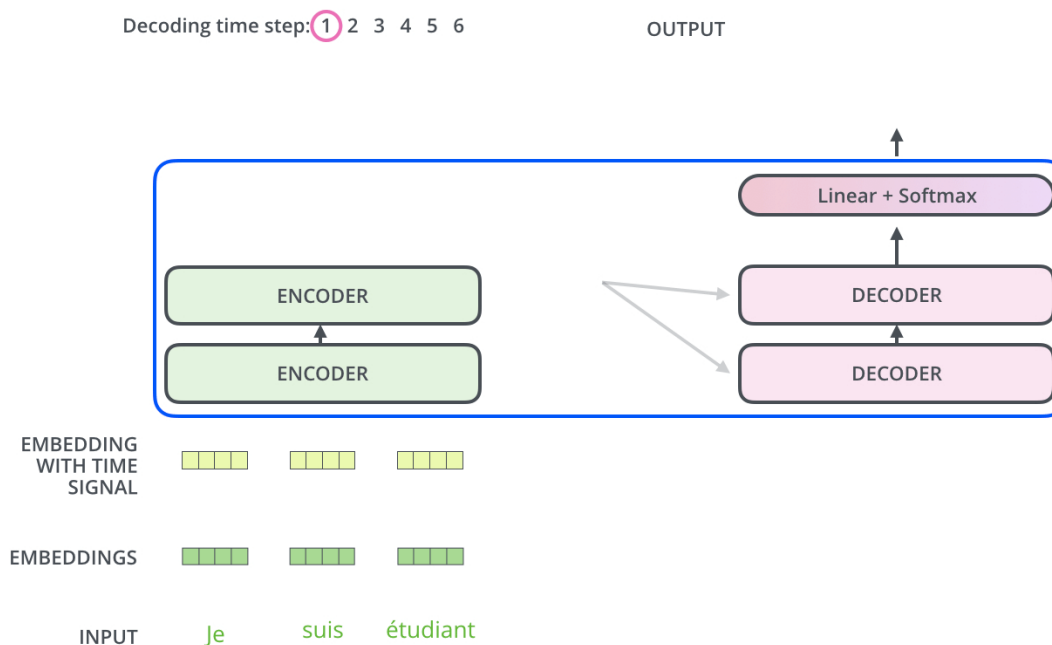 Decoding time step: 1 2 3 4 5 6
OUTPUT
Linear + Softmax
ENCODER
DECODER
ENCODER
DECODER
EMBEDDING
WITH TIME
SIGNAL
EMBEDDINGS
INPUT
Je suis étudiant